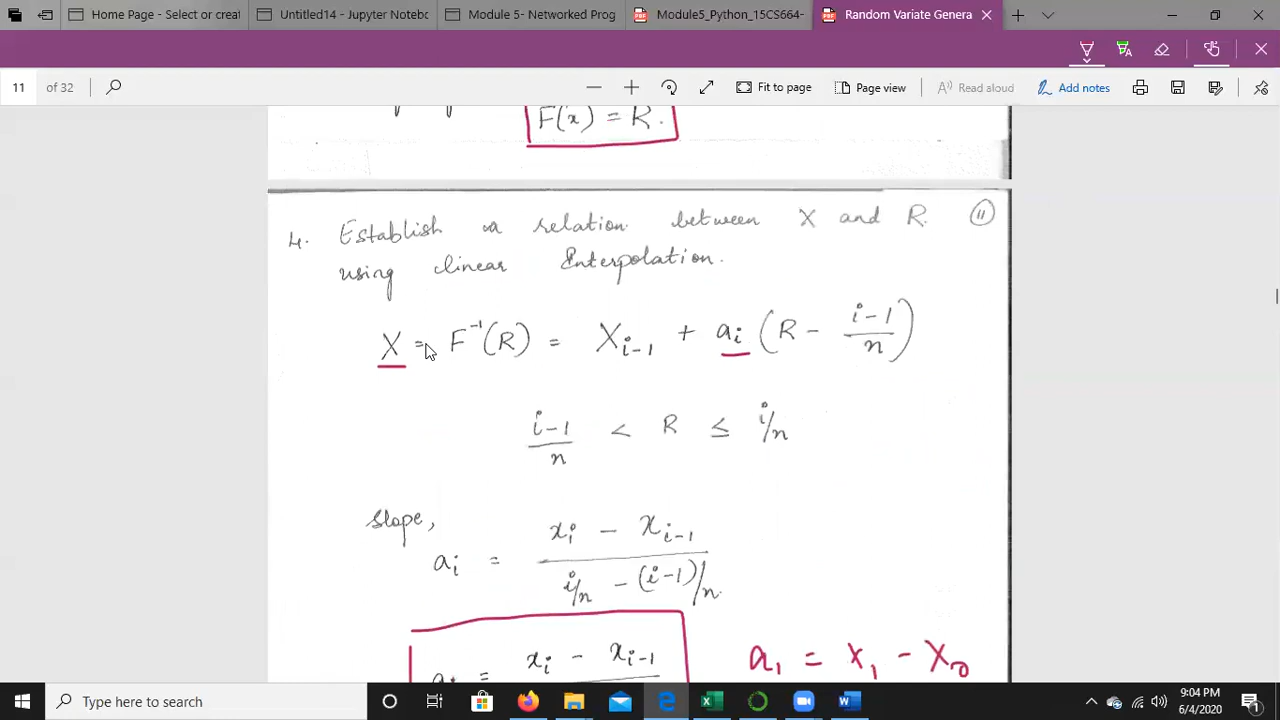 Home Page - Select or creat
Untitled14 - Jupyter Notebook
Module 5- Networked Prog
Module5_Python_15CS664-
Random Variate Genera
11 of 32
Fit to page
Page view
Read aloud
Add notes
F(x) = R.
4. Establish a relation between X and R. 11
using linear Interpolation.
X = F⁻¹(R) = X_{i-1} + a_i (R - (i-1)/n)
(i-1)/n < R ≤ i/n
Slope,
a_i = (x_i - x_{i-1}) / (i/n - (i-1)/n)
a_i = x_i - x_{i-1}
a_1 = x_1 - x_0
Type here to search
9:04 PM
6/4/2020